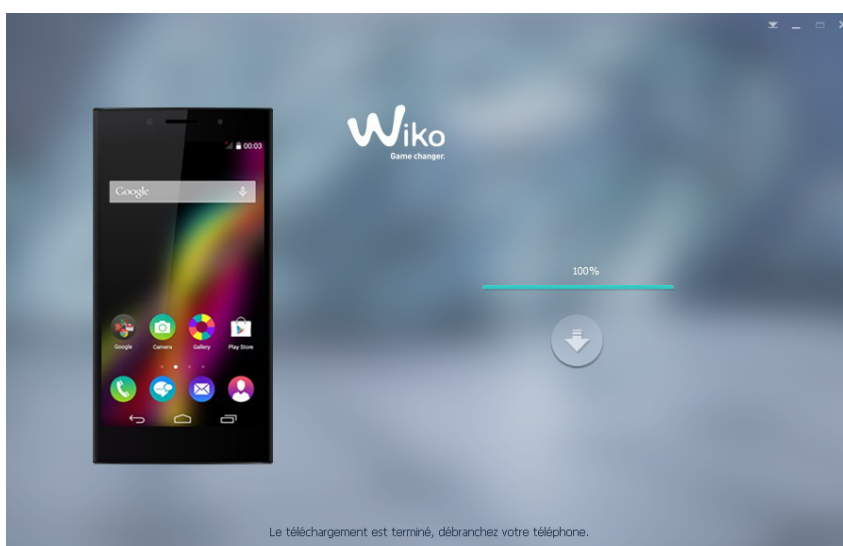 00:03
Google
Google
Camera
Gallery
Play Store
Wiko
Game changer.
100%
Le téléchargement est terminé, débranchez votre téléphone.